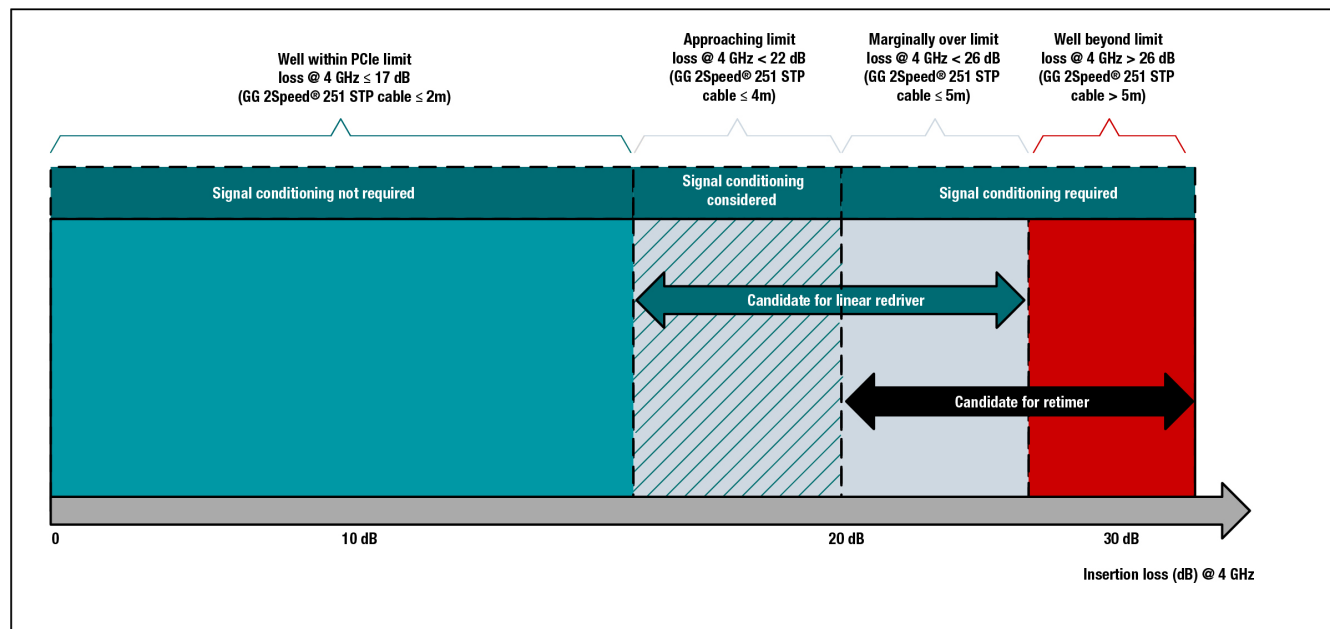 Well within PCIe limit
loss @ 4 GHz ≤ 17 dB
(GG 2Speed® 251 STP cable ≤ 2m)
Approaching limit
loss @ 4 GHz < 22 dB
(GG 2Speed® 251 STP
cable ≤ 4m)
Marginally over limit
loss @ 4 GHz < 26 dB
(GG 2Speed® 251 STP
cable ≤ 5m)
Well beyond limit
loss @ 4 GHz > 26 dB
(GG 2Speed® 251 STP
cable > 5m)
Signal conditioning not required
Signal conditioning
considered
Signal conditioning required
Candidate for linear redriver
Candidate for retimer
0
10 dB
20 dB
30 dB
Insertion loss (dB) @ 4 GHz